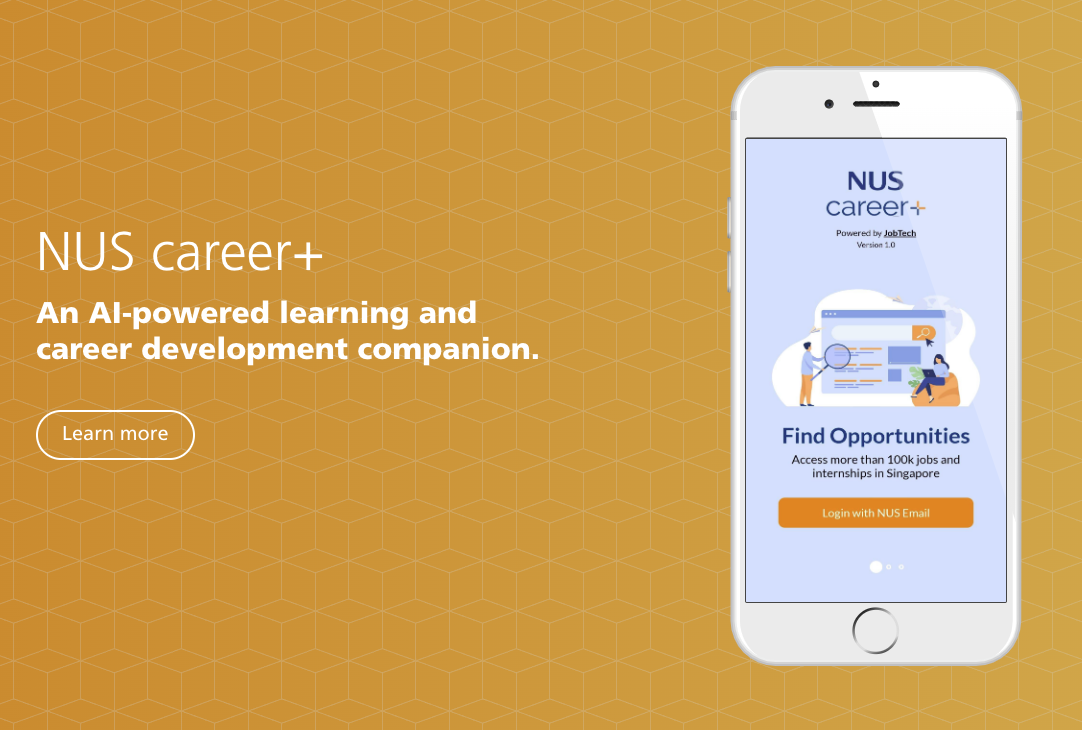 NUS career+
An AI-powered learning and
career development companion.
Learn more
NUS
career+
Powered by JobTech
Version 1.0
Find Opportunities
Access more than 100k jobs and
internships in Singapore
Login with NUS Email